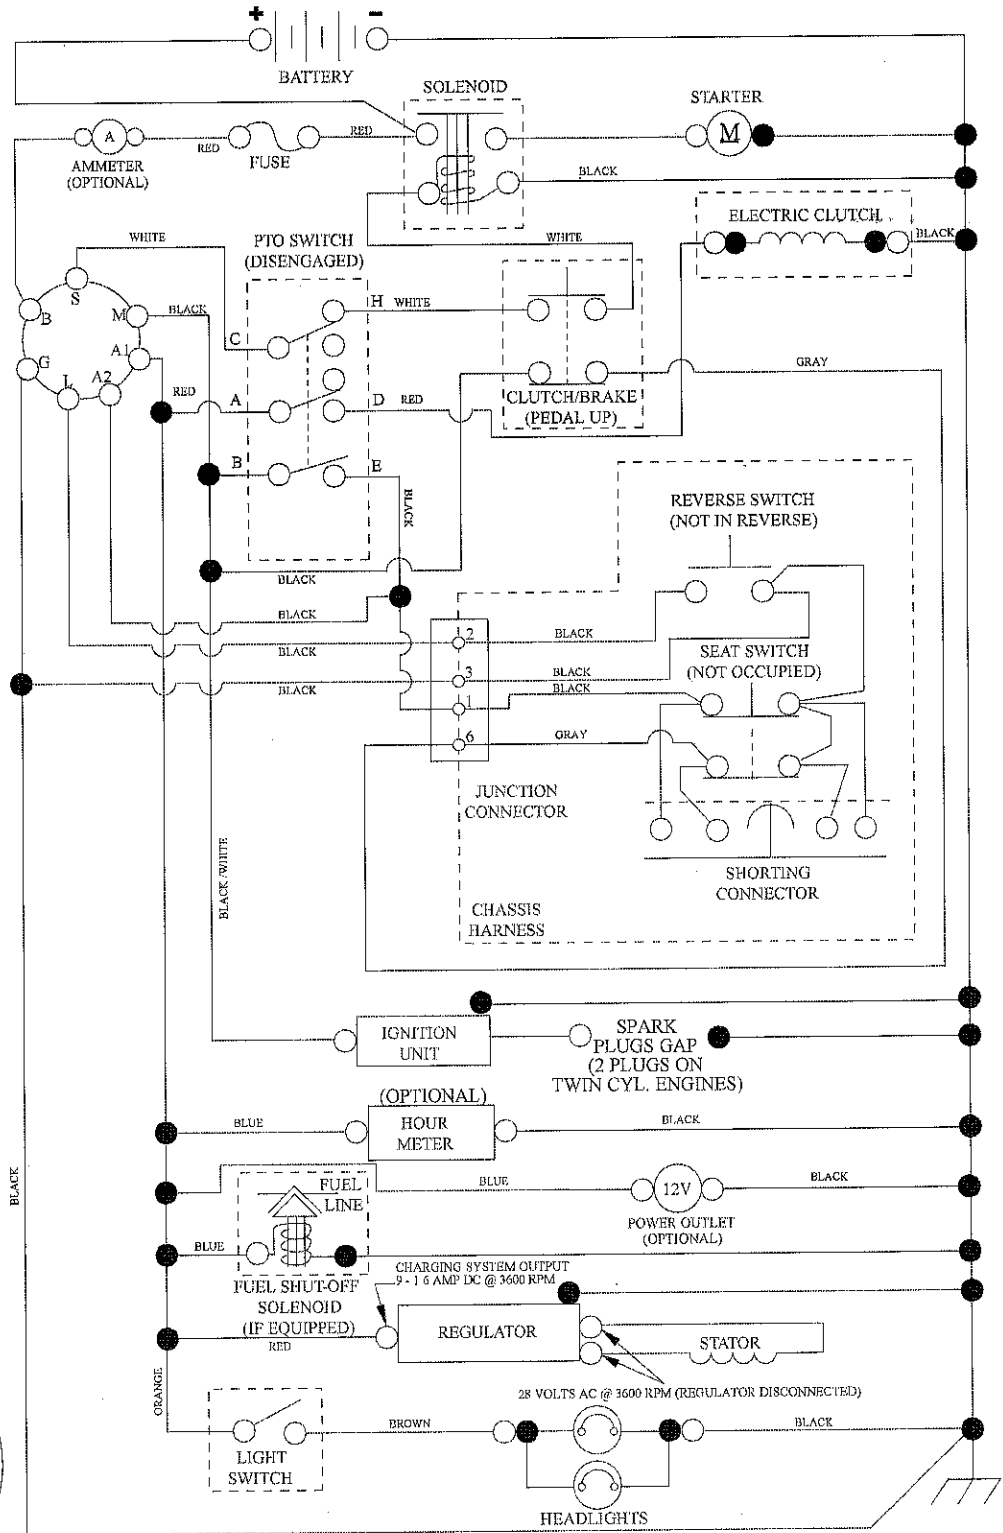 + -
BATTERY
SOLENOID
STARTER
A
RED
FUSE
RED
M
AMMETER
(OPTIONAL)
BLACK
WHITE
PTO SWITCH
(DISENGAGED)
WHITE
ELECTRIC CLUTCH
BLACK
S
B
M
BLACK
H
WHITE
C
G
A1
L
A2
GRAY
RED
A
D
RED
CLUTCH/BRAKE
(PEDAL UP)
B
E
BLACK
REVERSE SWITCH
(NOT IN REVERSE)
BLACK
BLACK
2
BLACK
BLACK
SEAT SWITCH
(NOT OCCUPIED)
3
BLACK
BLACK
BLACK
1
6
GRAY
JUNCTION
CONNECTOR
BLACK/WHITE
SHORTING
CONNECTOR
CHASSIS
HARNESS
IGNITION
UNIT
SPARK
PLUGS GAP
(2 PLUGS ON
TWIN CYL. ENGINES)
(OPTIONAL)
HOUR
METER
BLUE
BLACK
BLACK
FUEL
LINE
BLUE
12V
BLACK
POWER OUTLET
(OPTIONAL)
BLUE
FUEL SHUT-OFF
SOLENOID
(IF EQUIPPED)
CHARGING SYSTEM OUTPUT
9 - 1 6 AMP DC @ 3600 RPM
RED
REGULATOR
STATOR
28 VOLTS AC @ 3600 RPM (REGULATOR DISCONNECTED)
ORANGE
BROWN
BLACK
LIGHT
SWITCH
HEADLIGHTS